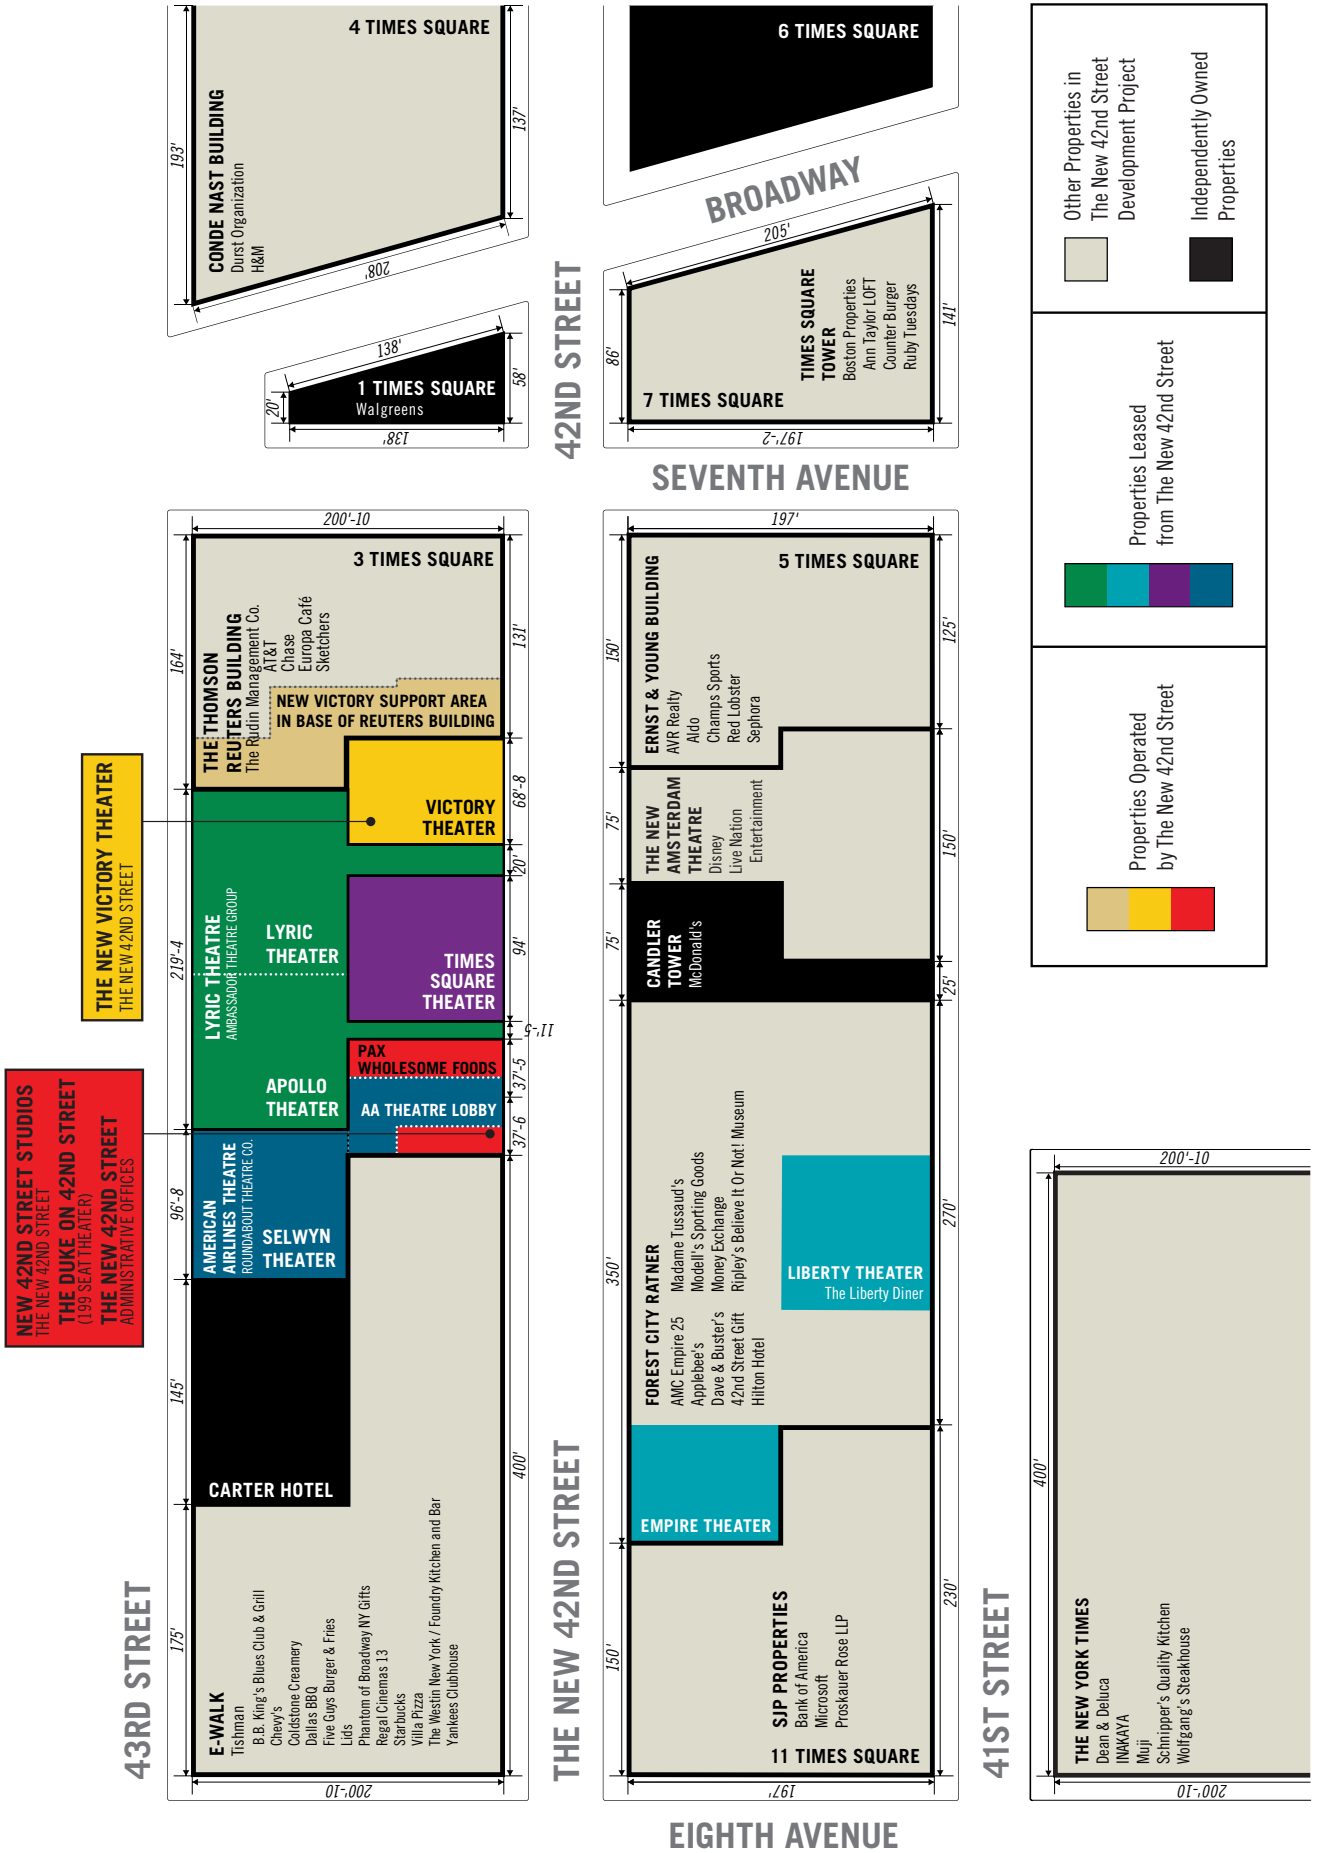 4 TIMES SQUARE
193'
137'
208'
CONDE NAST BUILDING
Durst Organization
H&M
6 TIMES SQUARE
BROADWAY
1 TIMES SQUARE
Walgreens
20'
138'
58'
138'
42ND STREET
7 TIMES SQUARE
TIMES SQUARE
TOWER
Boston Properties
Ann Taylor LOFT
Counter Burger
Ruby Tuesdays
86'
205'
141'
197'-2
SEVENTH AVENUE
Other Properties in
The New 42nd Street
Development Project
Independently Owned
Properties
Properties Leased
from The New 42nd Street
Properties Operated
by The New 42nd Street
200'-10
3 TIMES SQUARE
164'
131'
THE THOMSON
REUTERS BUILDING
The Rudin Management Co.
AT&T
Chase
Europa Café
Sketchers
NEW VICTORY SUPPORT AREA
IN BASE OF REUTERS BUILDING
VICTORY
THEATER
68'-8
20'
THE NEW VICTORY THEATER
THE NEW 42ND STREET
219'-4
LYRIC THEATRE
AMBASSADOR THEATRE GROUP
LYRIC
THEATER
TIMES
SQUARE
THEATER
94'
11'-5
APOLLO
THEATER
PAX
WHOLESOME FOODS
37'-5
AA THEATRE LOBBY
37'-6
NEW 42ND STREET STUDIOS
THE NEW 42ND STREET
THE DUKE ON 42ND STREET
(199 SEAT THEATER)
THE NEW 42ND STREET
ADMINISTRATIVE OFFICES
96'-8
AMERICAN
AIRLINES THEATRE
ROUNDABOUT THEATRE CO.
SELWYN
THEATER
145'
CARTER HOTEL
400'
175'
E-WALK
Tishman
B.B. King's Blues Club & Grill
Chevy's
Coldstone Creamery
Dallas BBQ
Five Guys Burger & Fries
Lids
Phantom of Broadway NY Gifts
Regal Cinemas 13
Starbucks
Villa Pizza
The Westin New York / Foundry Kitchen and Bar
Yankees Clubhouse
200'-10
43RD STREET
THE NEW 42ND STREET
197'
5 TIMES SQUARE
150'
125'
ERNST & YOUNG BUILDING
AVR Realty
Aldo
Champs Sports
Red Lobster
Sephora
75'
THE NEW
AMSTERDAM
THEATRE
Disney
Live Nation
Entertainment
150'
75'
CANDLER
TOWER
McDonald's
25'
350'
270'
FOREST CITY RATNER
AMC Empire 25
Applebee's
Dave & Buster's
42nd Street Gift
Hilton Hotel
Madame Tussaud's
Modell's Sporting Goods
Money Exchange
Ripley's Believe It Or Not! Museum
LIBERTY THEATER
The Liberty Diner
EMPIRE THEATER
150'
230'
SJP PROPERTIES
Bank of America
Microsoft
Proskauer Rose LLP
11 TIMES SQUARE
197'
EIGHTH AVENUE
41ST STREET
200'-10
400'
THE NEW YORK TIMES
Dean & Deluca
INAKAYA
Muji
Schnipper's Quality Kitchen
Wolfgang's Steakhouse
200'-10